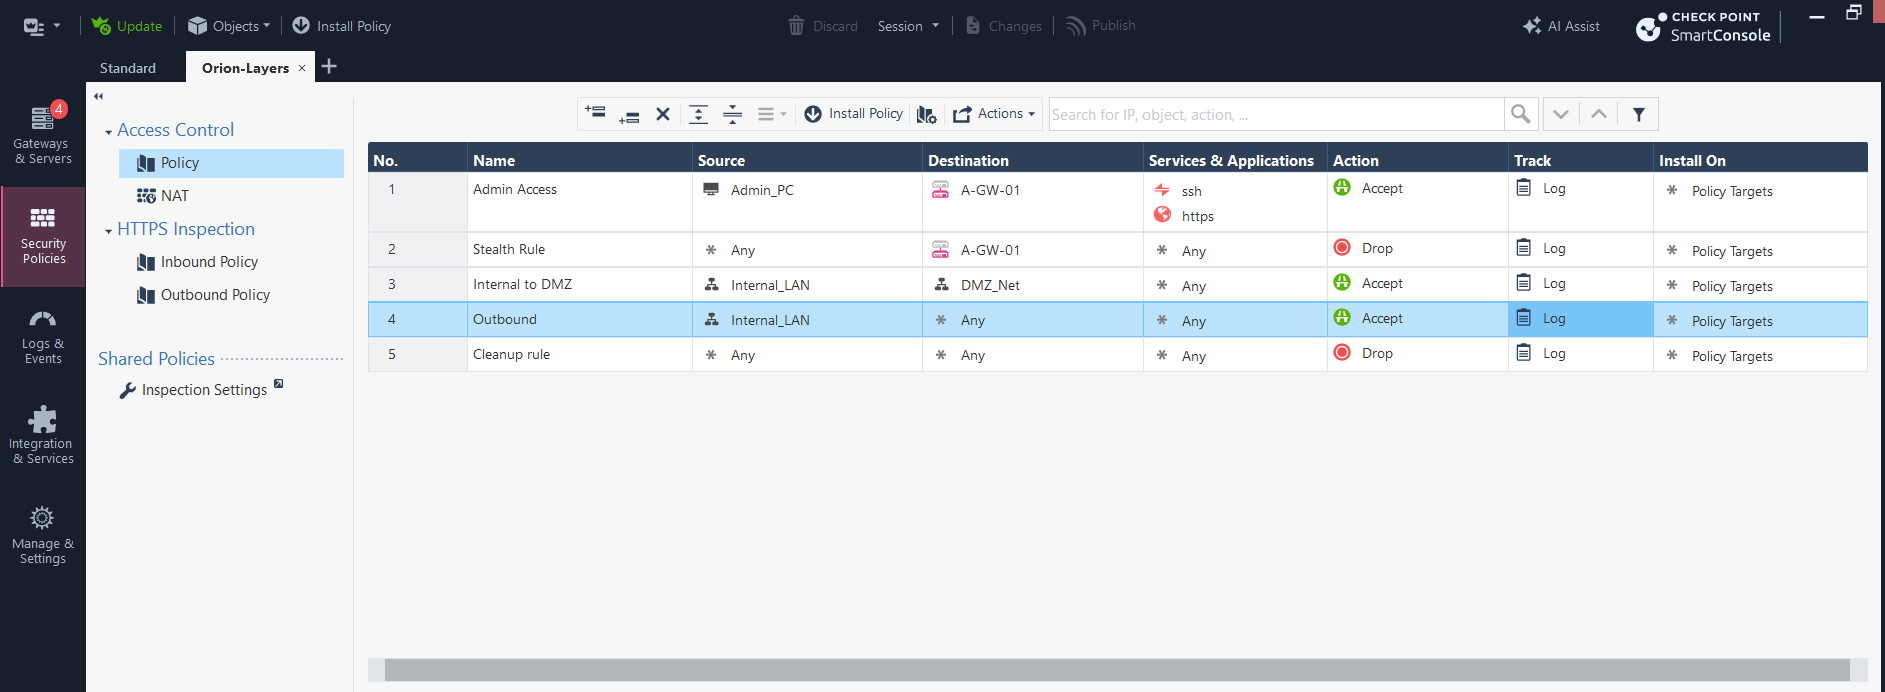 Update Objects Install Policy Discard Session Changes Publish AI Assist CHECK POINT
SmartConsole
Standard Orion-Layers × +
4
Gateways
& Servers
Security
Policies
Logs &
Events
Integration
& Services
Manage &
Settings
Access Control
Policy
NAT
HTTPS Inspection
Inbound Policy
Outbound Policy
Shared Policies
Inspection Settings
Install Policy Actions Search for IP, object, action, ...
No. Name Source Destination Services & Applications Action Track Install On
1 Admin Access Admin_PC A-GW-01 ssh Accept Log * Policy Targets
https
2 Stealth Rule * Any A-GW-01 * Any Drop Log * Policy Targets
3 Internal to DMZ Internal_LAN DMZ_Net * Any Accept Log * Policy Targets
4 Outbound Internal_LAN * Any * Any Accept Log * Policy Targets
5 Cleanup rule * Any * Any * Any Drop Log * Policy Targets